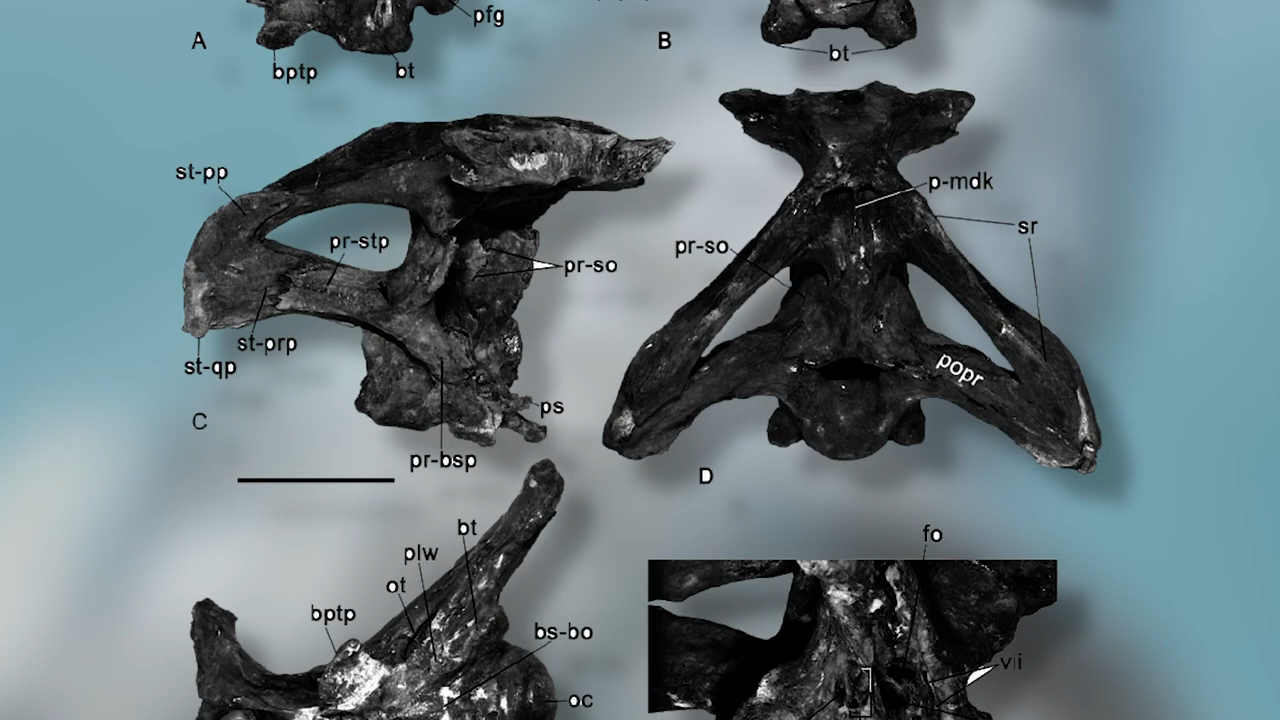 pfg
A
bptp
bt
B
bt
st-pp
pr-stp
pr-so
st-prp
st-qp
C
ps
pr-bsp
p-mdk
sr
pr-so
popr
D
bt
plw
ot
bptp
bs-bo
oc
fo
vii